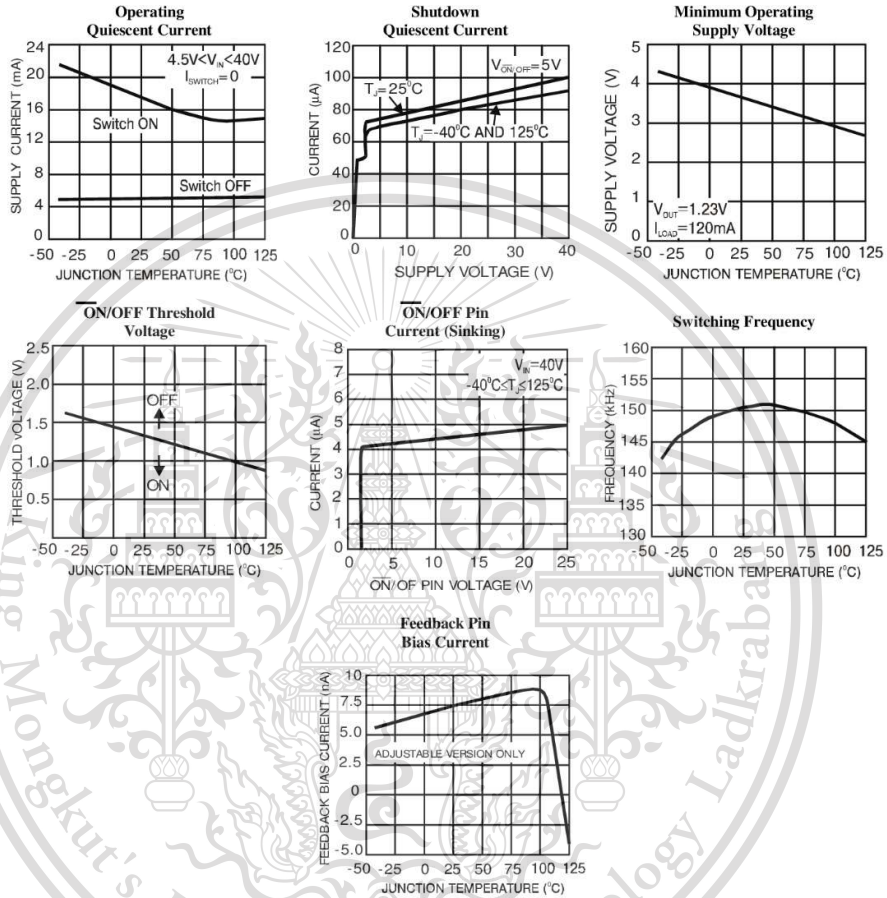 Operating
Quiescent Current
24
20
16
12
8
4
0
SUPPLY CURRENT (mA)
4.5V<V_IN<40V
I_SWITCH=0
Switch ON
Switch OFF
-50 -25 0 25 50 75 100 125
JUNCTION TEMPERATURE (°C)
Shutdown
Quiescent Current
120
100
80
60
40
20
0
CURRENT (µA)
V_ON/OFF=5V
T_J=25°C
T_J=-40°C AND 125°C
0 10 20 30 40
SUPPLY VOLTAGE (V)
Minimum Operating
Supply Voltage
5
4
3
2
1
0
SUPPLY VOLTAGE (V)
V_OUT=1.23V
I_LOAD=120mA
-50 -25 0 25 50 75 100 125
JUNCTION TEMPERATURE (°C)
O̅N̅/OFF Threshold
Voltage
2.5
2.0
1.5
1.0
0.5
THRESHOLD VOLTAGE (V)
OFF
ON
-50 -25 0 25 50 75 100 125
JUNCTION TEMPERATURE (°C)
O̅N̅/OFF Pin
Current (Sinking)
8
7
6
5
4
3
2
1
0
CURRENT (µA)
V_IN=40V
-40°C<T_J≤125°C
0 5 10 15 20 25
O̅N̅/OF PIN VOLTAGE (V)
Switching Frequency
160
155
150
145
140
135
130
FREQUENCY (kHz)
-50 -25 0 25 50 75 100 125
JUNCTION TEMPERATURE (°C)
Feedback Pin
Bias Current
10
7.5
5.0
2.5
0
-2.5
-5.0
FEEDBACK BIAS CURRENT (nA)
ADJUSTABLE VERSION ONLY
-50 -25 0 25 50 75 100 125
JUNCTION TEMPERATURE (°C)
Mongkut's
Ladkrabang